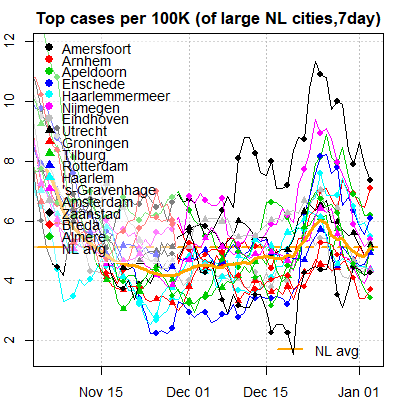 Top cases per 100K (of large NL cities,7day)
12
10
8
6
4
2
Amersfoort
Arnhem
Apeldoorn
Enschede
Haarlemmermeer
Nijmegen
Eindhoven
Utrecht
Groningen
Tilburg
Rotterdam
Haarlem
's-Gravenhage
Amsterdam
Zaanstad
Breda
Almere
NL avg
NL avg
Nov 15 Dec 01 Dec 15 Jan 01